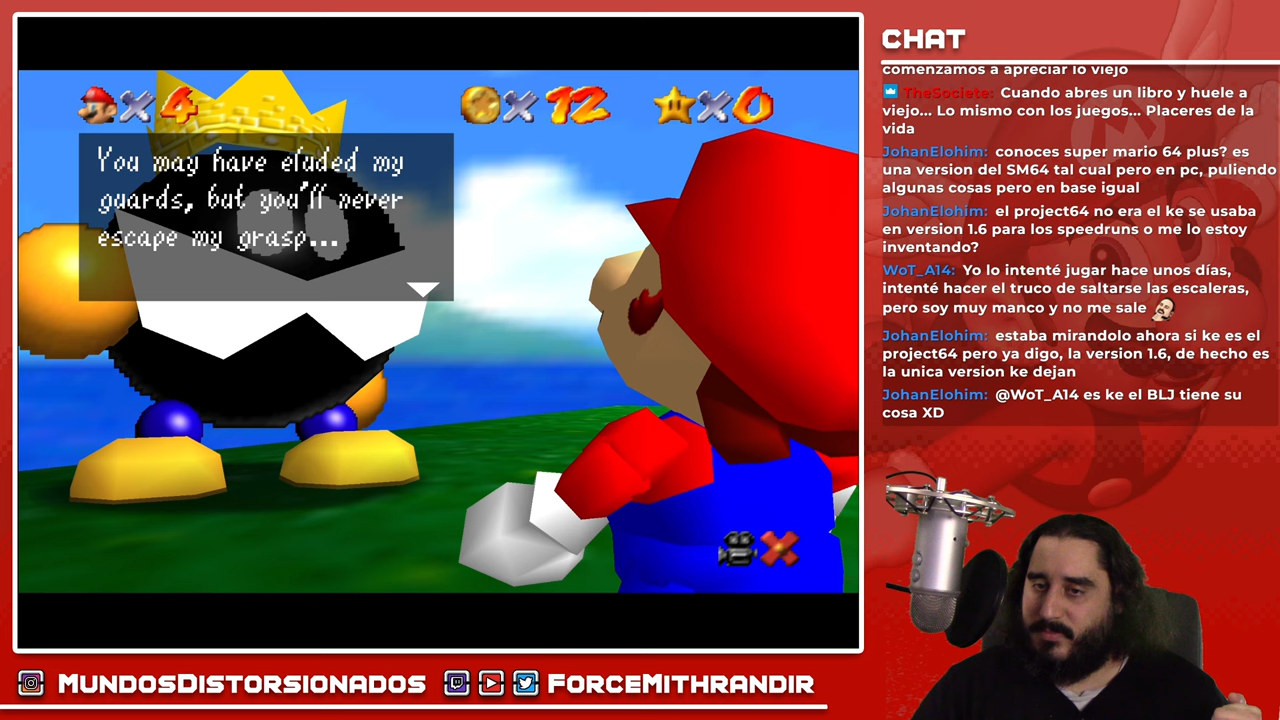 ×4
×12
×0
You may have eluded my
guards, but you'll never
escape my grasp...
CHAT
comenzamos a apreciar lo viejo
TheSociete: Cuando abres un libro y huele a
viejo... Lo mismo con los juegos... Placeres de la
vida
JohanElohim: conoces super mario 64 plus? es
una version del SM64 tal cual pero en pc, puliendo
algunas cosas pero en base igual
JohanElohim: el project64 no era el ke se usaba
en version 1.6 para los speedruns o me lo estoy
inventando?
WoT_A14: Yo lo intenté jugar hace unos días,
intenté hacer el truco de saltarse las escaleras,
pero soy muy manco y no me sale
JohanElohim: estaba mirandolo ahora si ke es el
project64 pero ya digo, la version 1.6, de hecho es
la unica version ke dejan
JohanElohim: @WoT_A14 es ke el BLJ tiene su
cosa XD
MUNDOSDISTORSIONADOS
FORCEMITHRANDIR